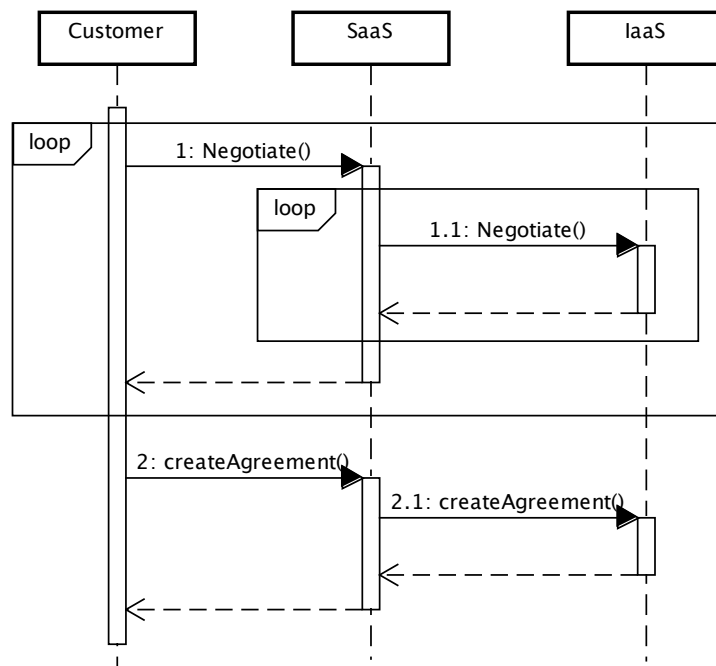 Customer
SaaS
IaaS
loop
1: Negotiate()
loop
1.1: Negotiate()
2: createAgreement()
2.1: createAgreement()